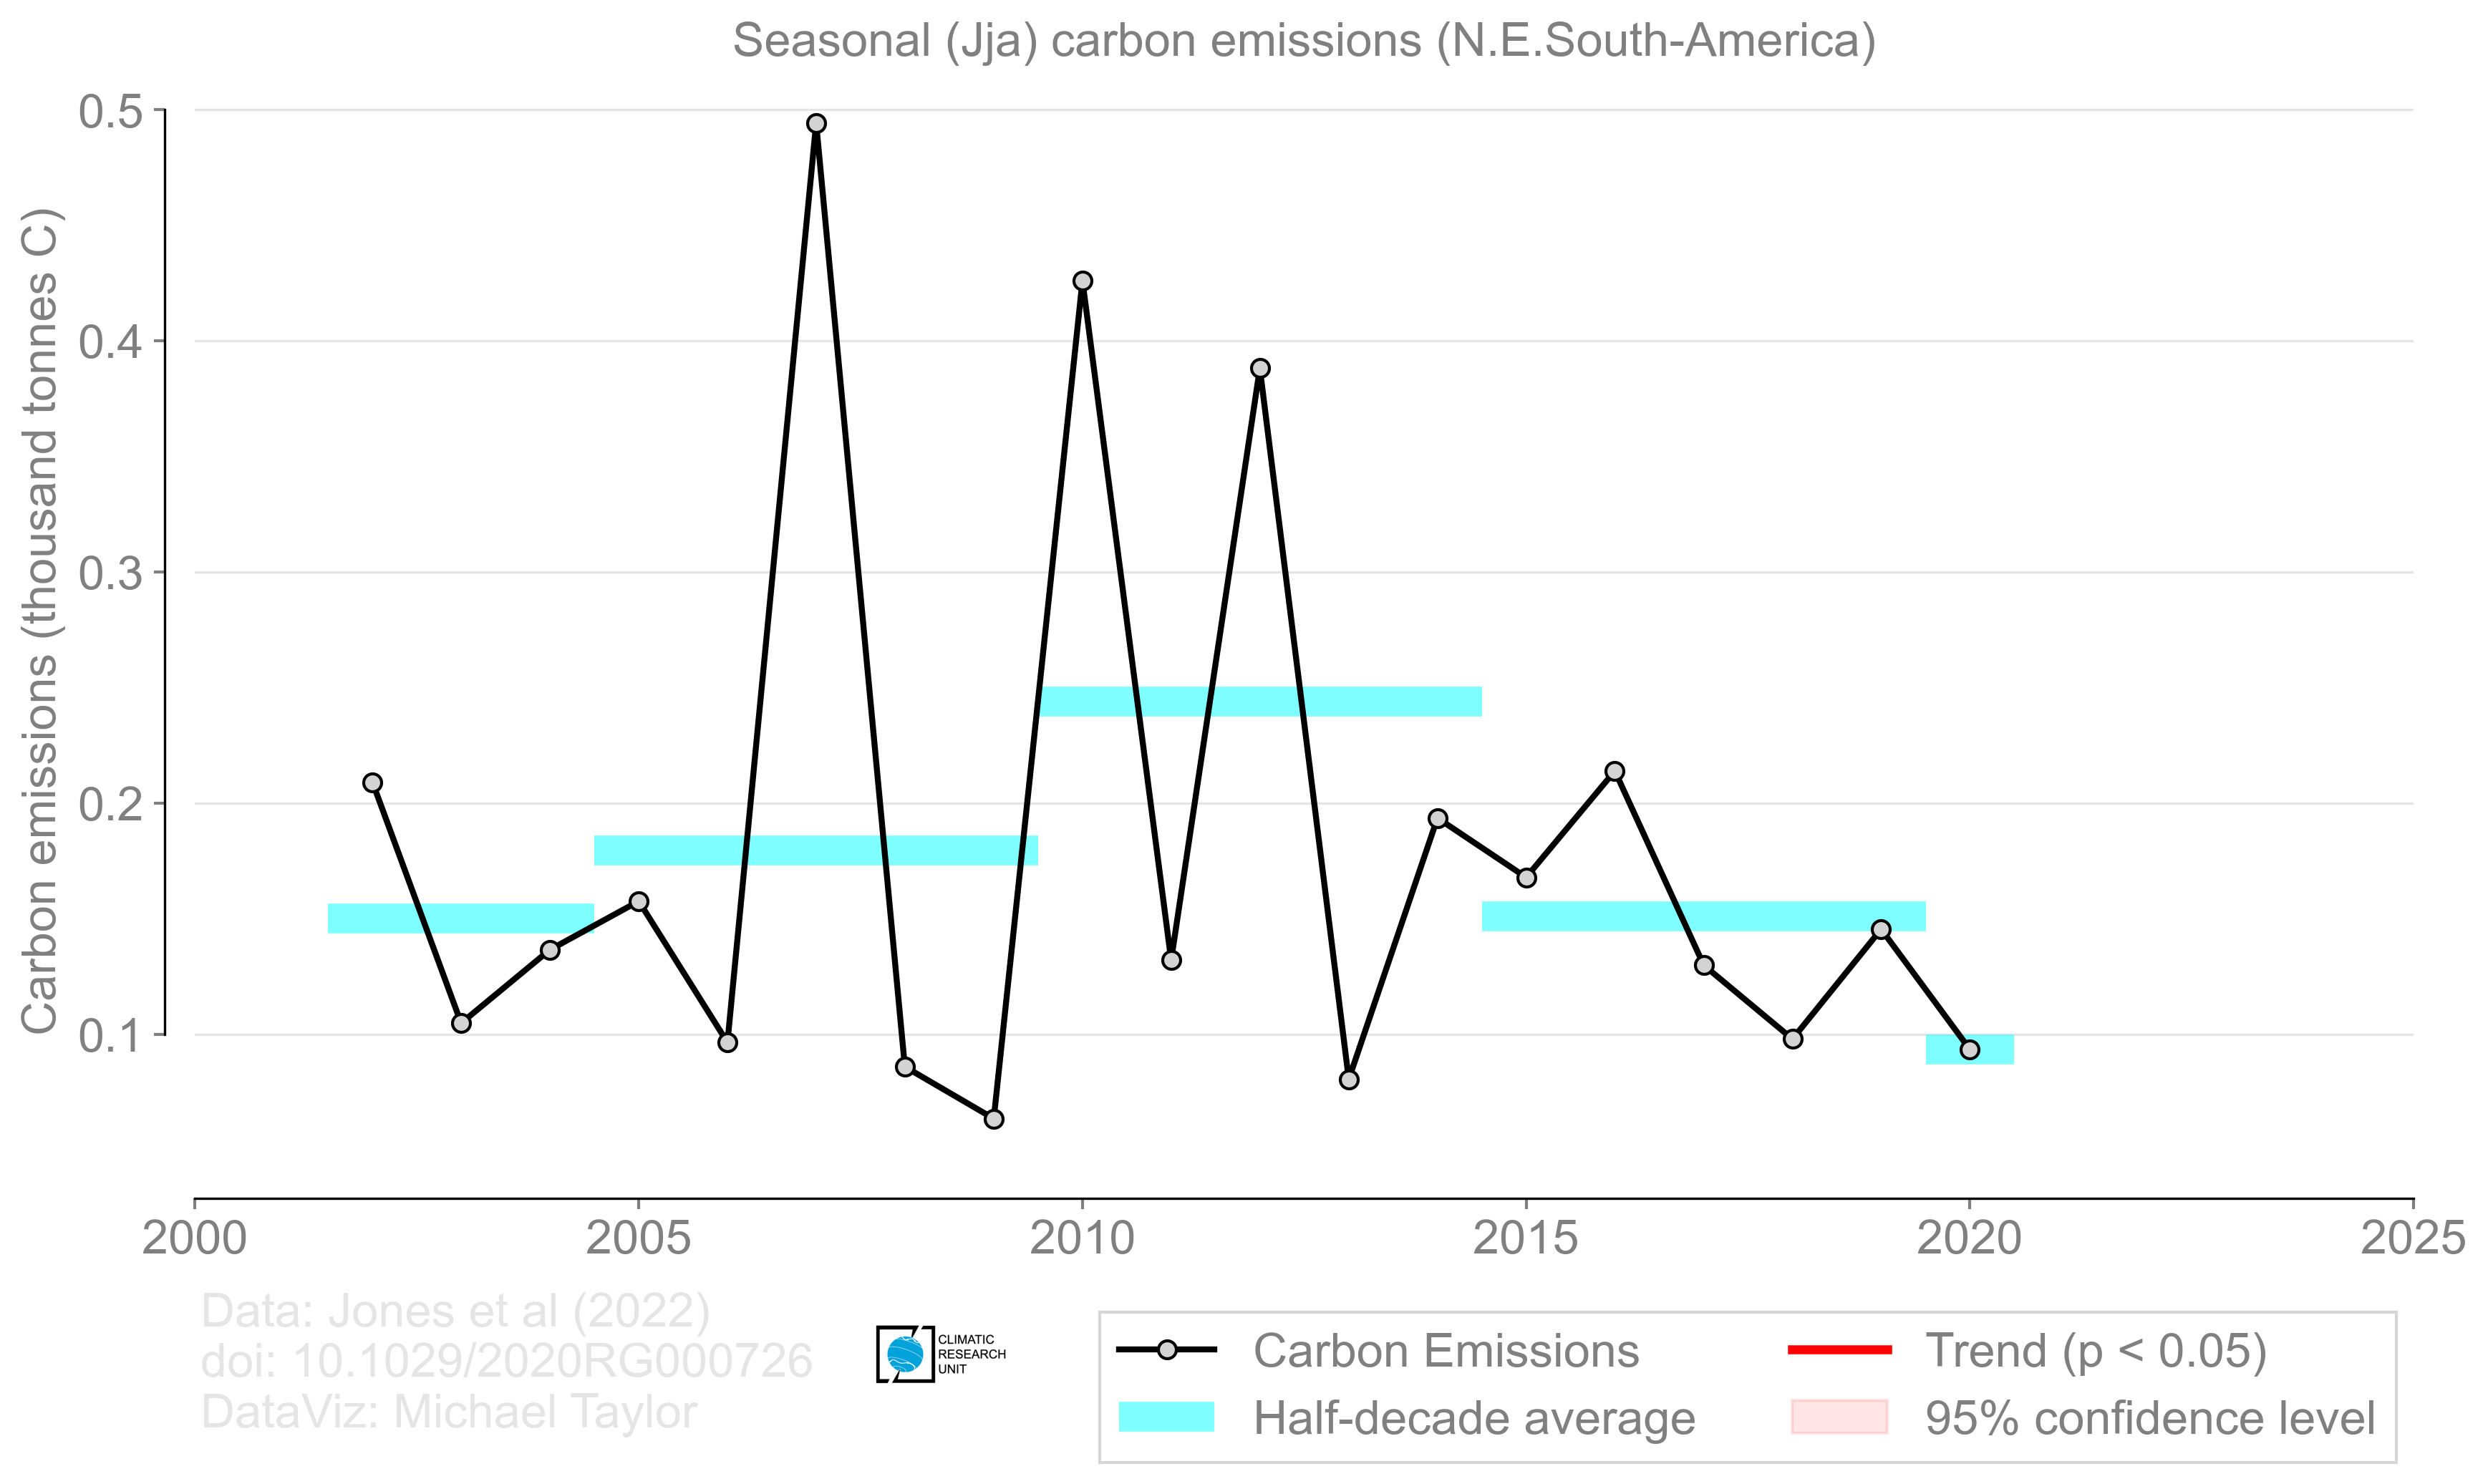 Seasonal (Jja) carbon emissions (N.E.South-America)
Carbon emissions (thousand tonnes C)
0.5
0.4
0.3
0.2
0.1
2000 2005 2010 2015 2020 2025
Data: Jones et al (2022)
doi: 10.1029/2020RG000726
DataViz: Michael Taylor
CLIMATIC
RESEARCH
UNIT
Carbon Emissions
Half-decade average
Trend (p < 0.05)
95% confidence level